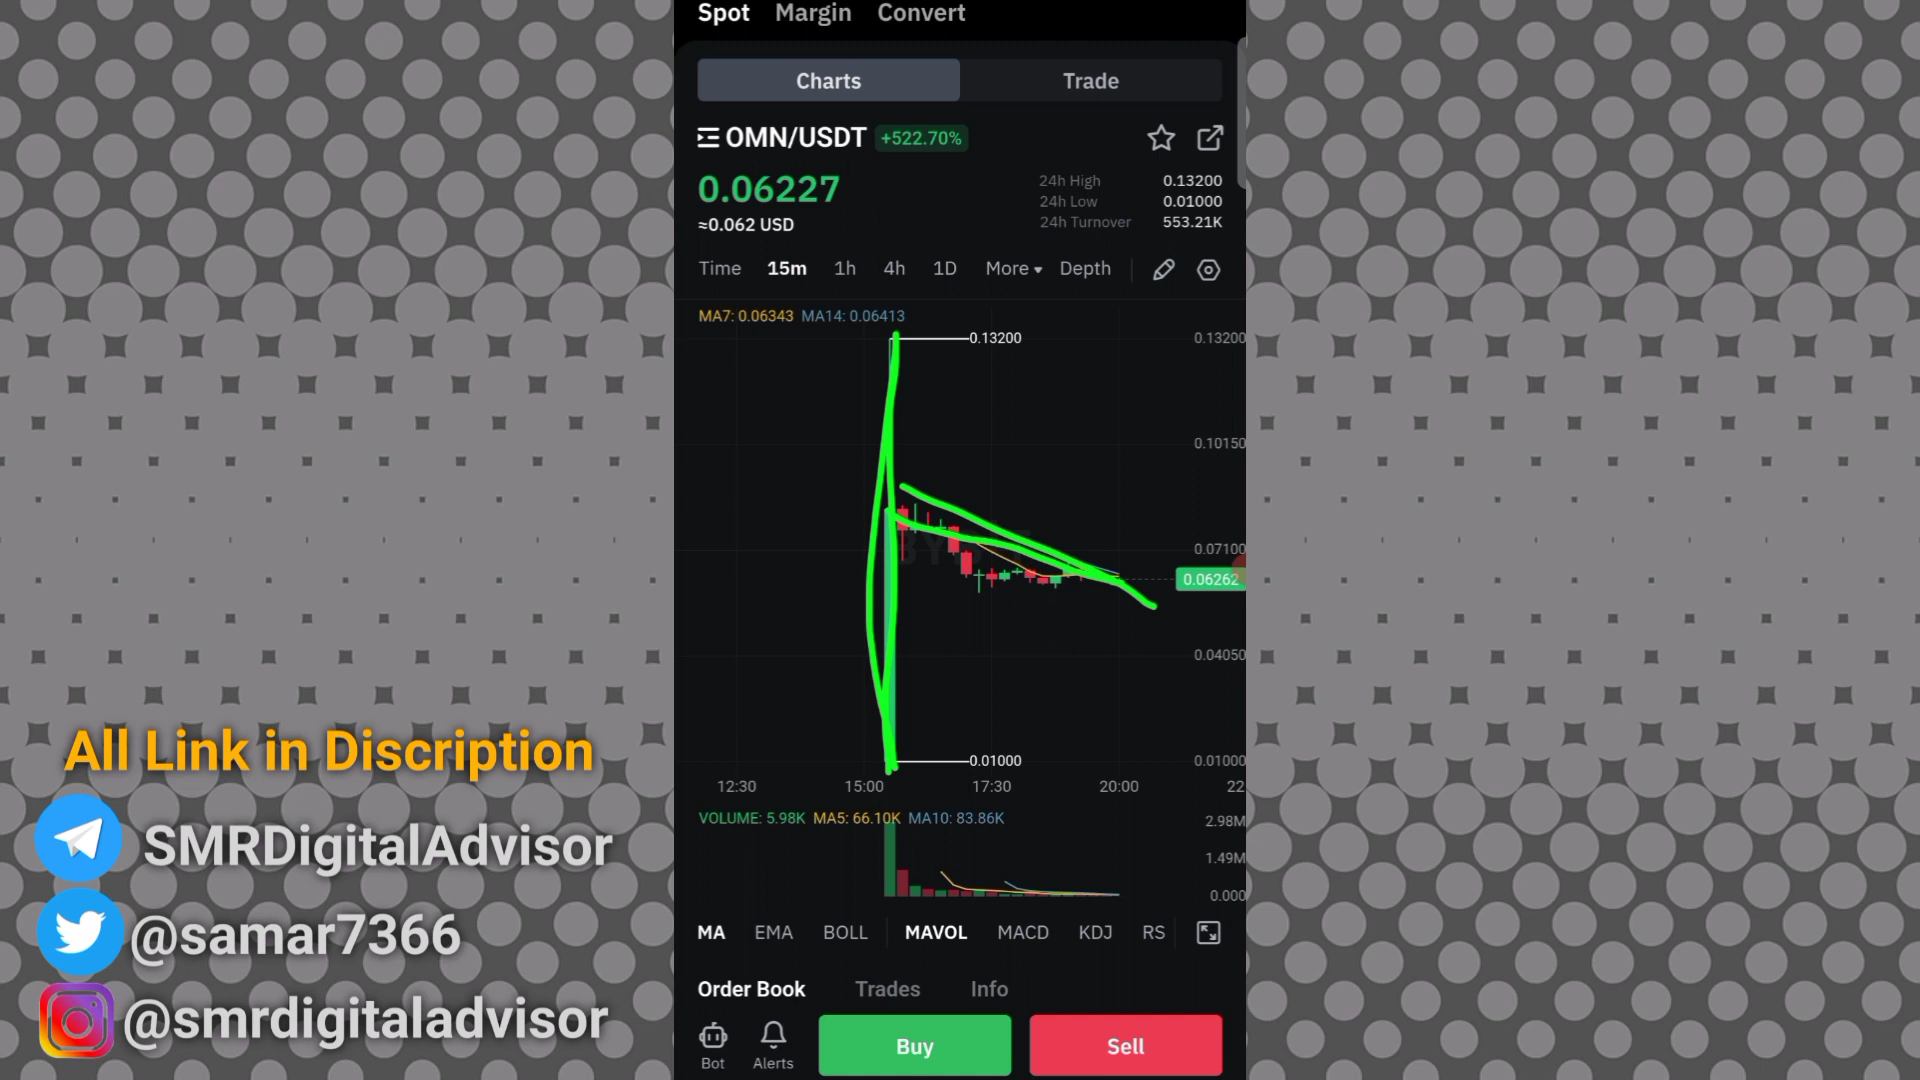 Spot Margin Convert
Charts Trade
OMN/USDT +522.70%
0.06227
≈0.062 USD
24h High 0.13200
24h Low 0.01000
24h Turnover 553.21K
Time 15m 1h 4h 1D More Depth
MA7: 0.06343 MA14: 0.06413
0.13200 0.13200
0.10150
0.07100
0.06262
0.04050
0.01000 0.01000
12:30 15:00 17:30 20:00 22
VOLUME: 5.98K MA5: 66.10K MA10: 83.86K
2.98M
1.49M
0.000
MA EMA BOLL MAVOL MACD KDJ RS
Order Book Trades Info
Bot Alerts Buy Sell
All Link in Discription
SMRDigitalAdvisor
@samar7366
@smrdigitaladvisor